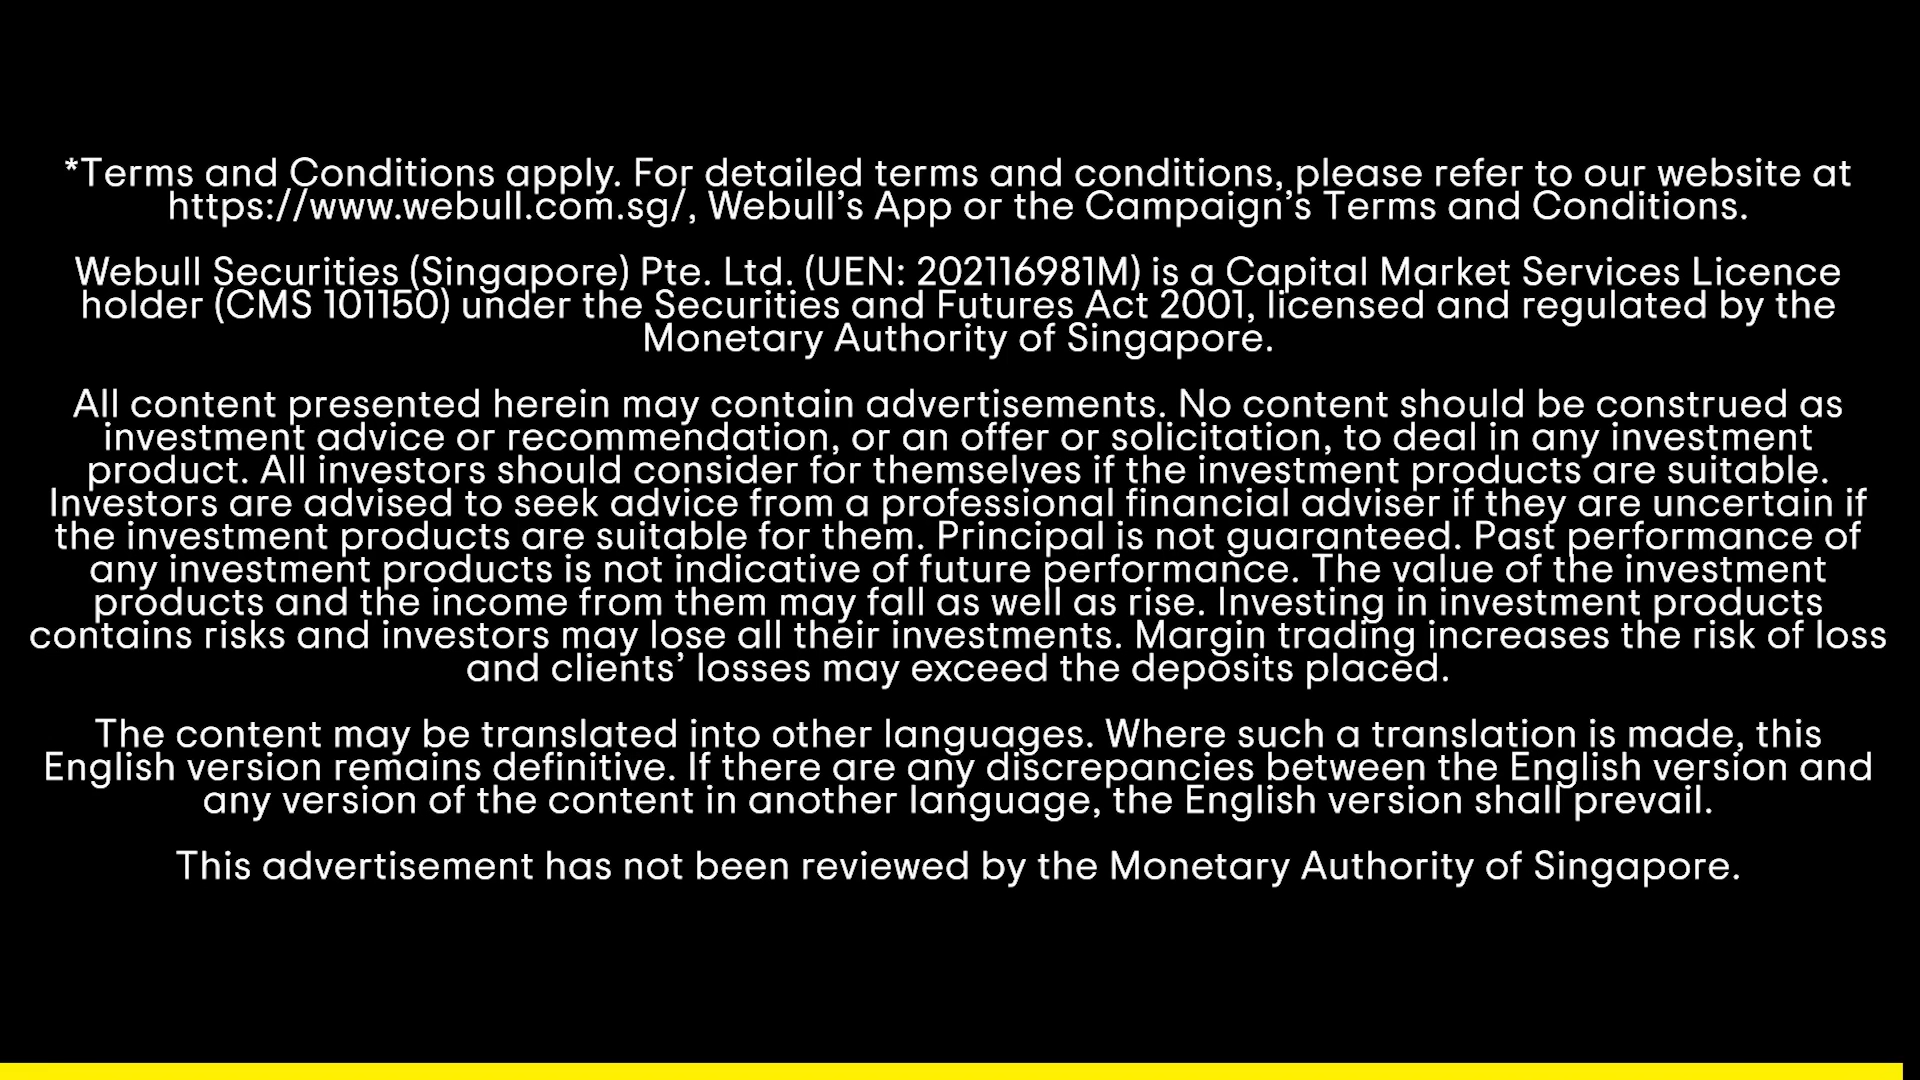 *Terms and Conditions apply. For detailed terms and conditions, please refer to our website at
https://www.webull.com.sg/, Webull’s App or the Campaign’s Terms and Conditions.
Webull Securities (Singapore) Pte. Ltd. (UEN: 202116981M) is a Capital Market Services Licence
holder (CMS 101150) under the Securities and Futures Act 2001, licensed and regulated by the
Monetary Authority of Singapore.
All content presented herein may contain advertisements. No content should be construed as
investment advice or recommendation, or an offer or solicitation, to deal in any investment
product. All investors should consider for themselves if the investment products are suitable.
Investors are advised to seek advice from a professional financial adviser if they are uncertain if
the investment products are suitable for them. Principal is not guaranteed. Past performance of
any investment products is not indicative of future performance. The value of the investment
products and the income from them may fall as well as rise. Investing in investment products
contains risks and investors may lose all their investments. Margin trading increases the risk of loss
and clients’ losses may exceed the deposits placed.
The content may be translated into other languages. Where such a translation is made, this
English version remains definitive. If there are any discrepancies between the English version and
any version of the content in another language, the English version shall prevail.
This advertisement has not been reviewed by the Monetary Authority of Singapore.